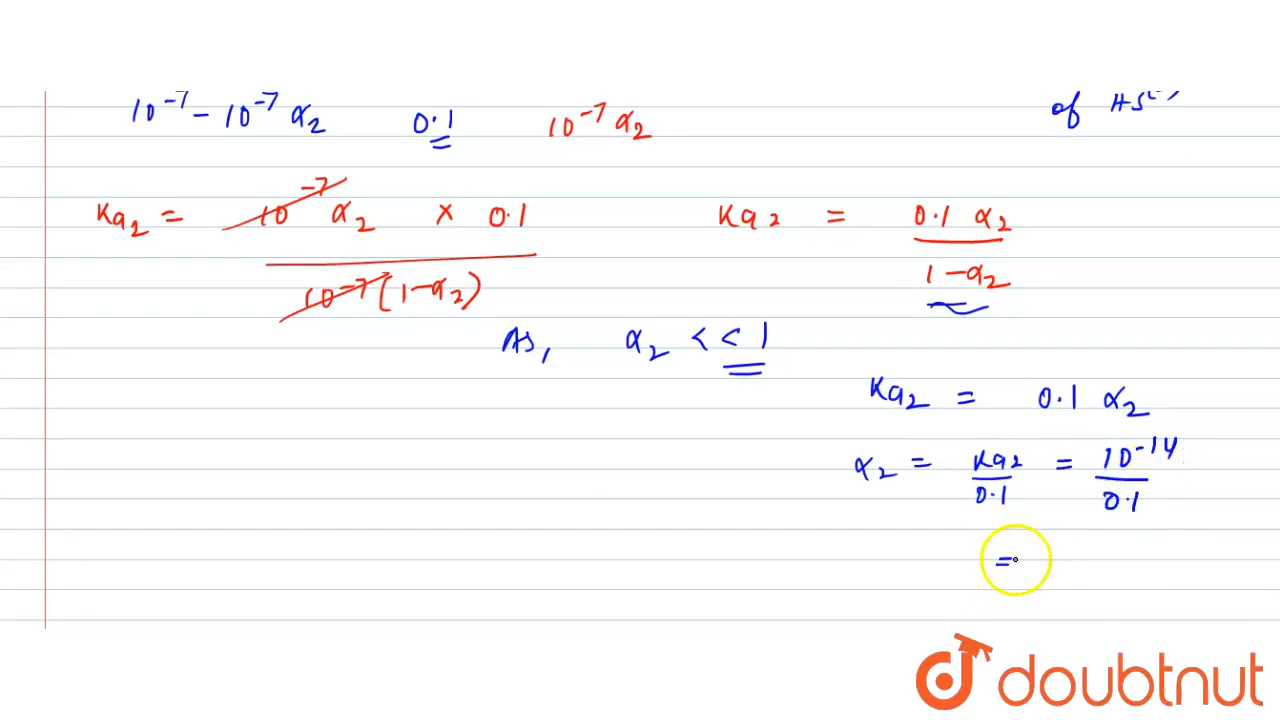 10⁻⁷ - 10⁻⁷ α₂ 0.1 10⁻⁷ α₂ of
Ka₂ = 10⁻⁷ α₂ × 0.1 Ka₂ = 0.1 α₂
10⁻⁷(1-α₂) 1-α₂
As, α₂ << 1
Ka₂ = 0.1 α₂
α₂ = Ka₂ = 10⁻¹⁴
0.1 0.1
=
doubtnut